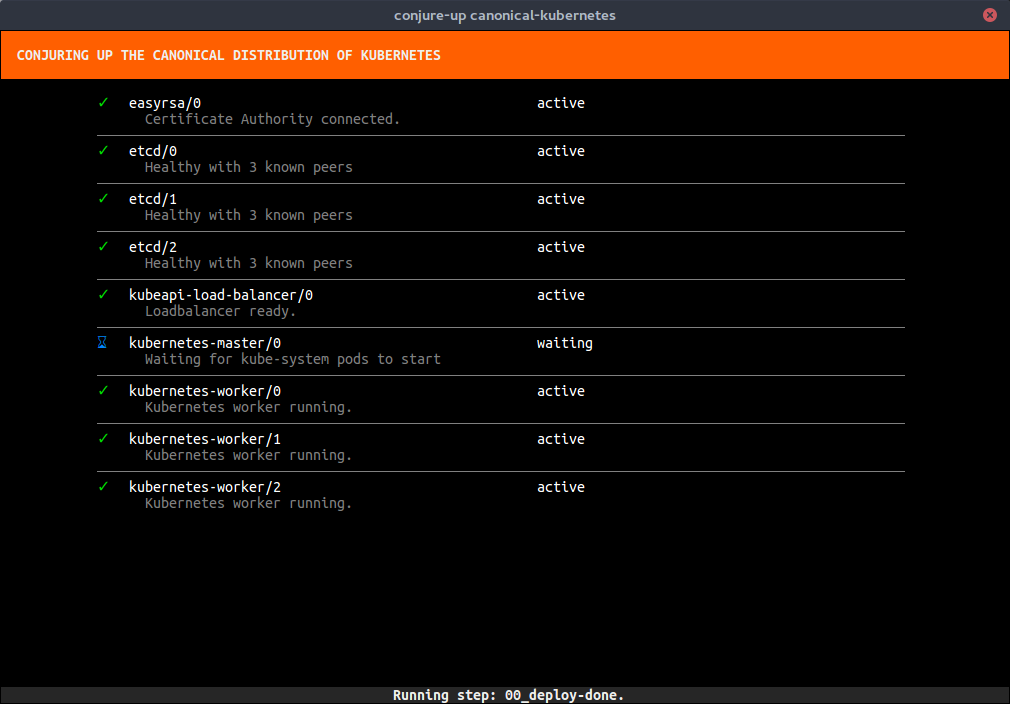 conjure-up canonical-kubernetes
CONJURING UP THE CANONICAL DISTRIBUTION OF KUBERNETES
✓ easyrsa/0 active
Certificate Authority connected.
✓ etcd/0 active
Healthy with 3 known peers
✓ etcd/1 active
Healthy with 3 known peers
✓ etcd/2 active
Healthy with 3 known peers
✓ kubeapi-load-balancer/0 active
Loadbalancer ready.
⌛ kubernetes-master/0 waiting
Waiting for kube-system pods to start
✓ kubernetes-worker/0 active
Kubernetes worker running.
✓ kubernetes-worker/1 active
Kubernetes worker running.
✓ kubernetes-worker/2 active
Kubernetes worker running.
Running step: 00_deploy-done.